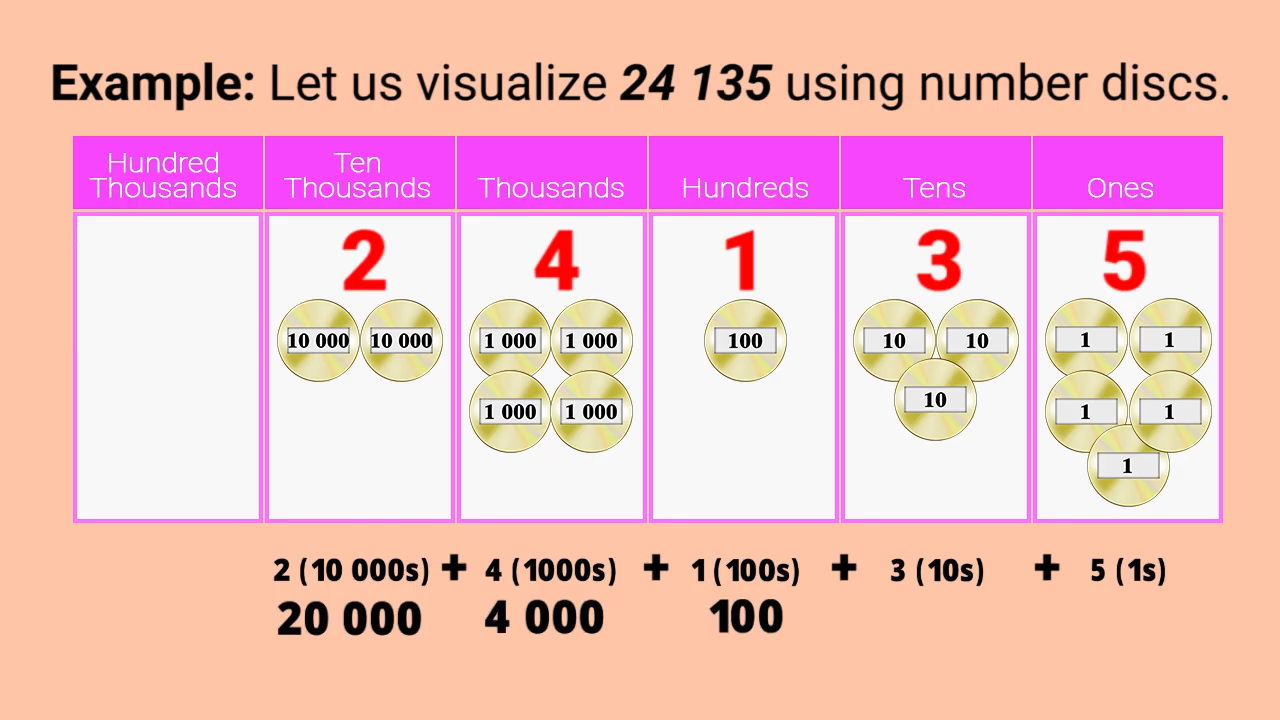 Example: Let us visualize 24 135 using number discs.
Hundred Thousands
Ten Thousands
Thousands
Hundreds
Tens
Ones
2 4 1 3 5
10 000 10 000 1 000 1 000 100 10 10 1 1
10
1 000 1 000 1 1
1
2 (10 000s) + 4 (1000s) + 1 (100s) + 3 (10s) + 5 (1s)
20 000 4 000 100